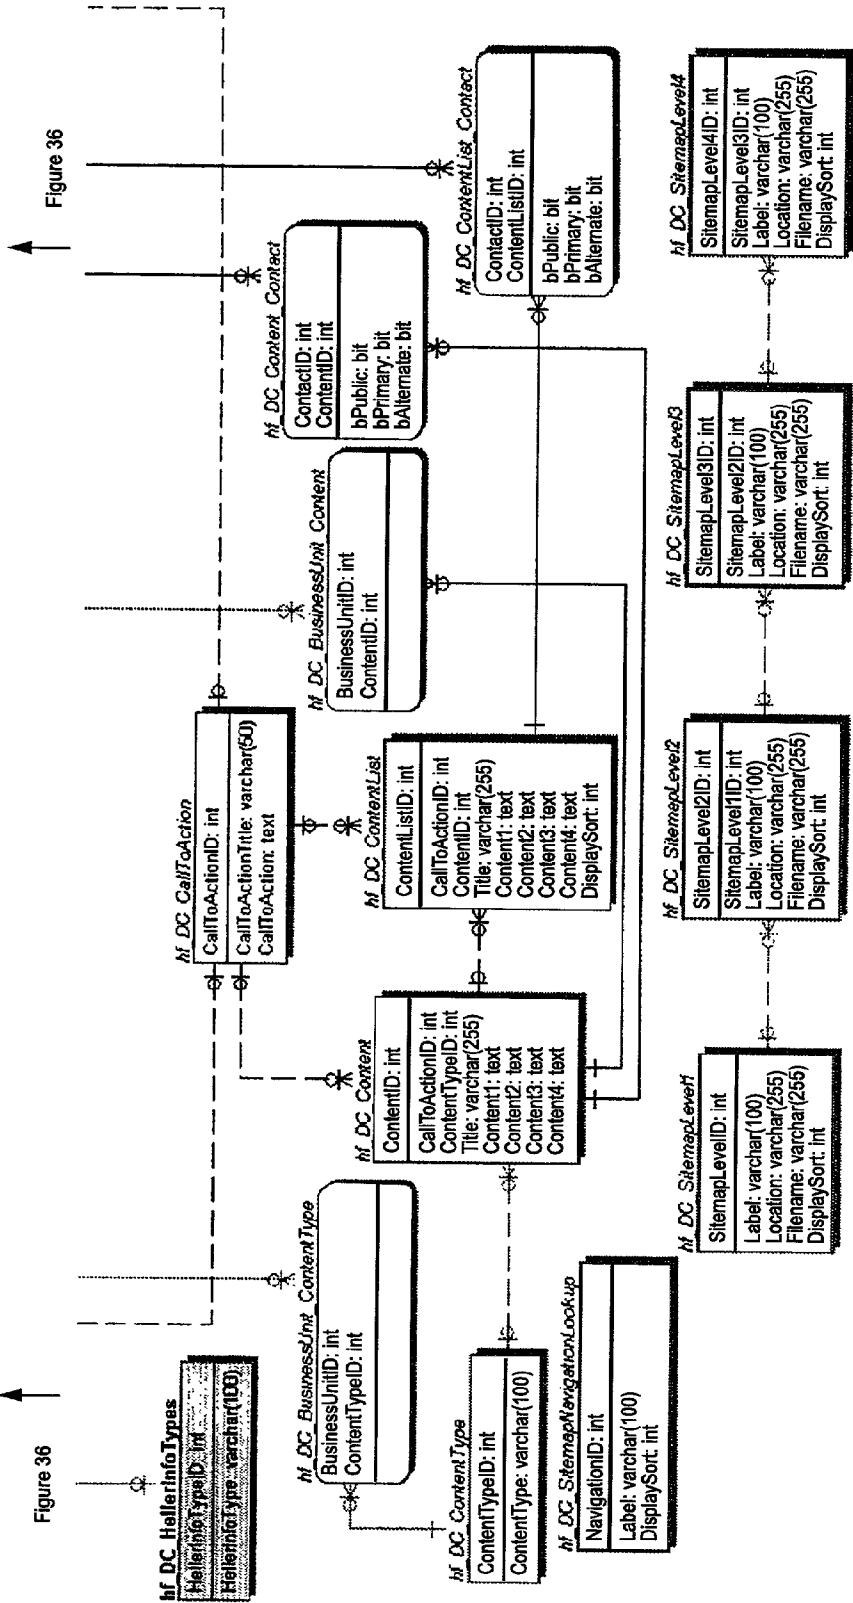 Figure 36
Figure 36
hf_DC_HellerInfoTypes
HellerInfoTypeID: int
HellerInfoType: varchar(100)
hf_DC_CallToAction
CallToActionID: int
CallToActionTitle: varchar(50)
CallToAction: text
hf_DC_BusinessUnit_ContentType
BusinessUnitID: int
ContentTypeID: int
hf_DC_BusinessUnit_Content
BusinessUnitID: int
ContentID: int
hf_DC_Content_Contact
ContactID: int
ContentID: int
bPublic: bit
bPrimary: bit
bAlternate: bit
hf_DC_ContentList_Contact
ContactID: int
ContentListID: int
bPublic: bit
bPrimary: bit
bAlternate: bit
hf_DC_Content
ContentID: int
CallToActionID: int
ContentTypeID: int
Title: varchar(255)
Content1: text
Content2: text
Content3: text
Content4: text
hf_DC_ContentList
ContentListID: int
CallToActionID: int
ContentID: int
Title: varchar(255)
Content1: text
Content2: text
Content3: text
Content4: text
DisplaySort: int
hf_DC_ContentType
ContentTypeID: int
ContentType: varchar(100)
hf_DC_SitemapNavigationLookup
NavigationID: int
Label: varchar(100)
DisplaySort: int
hf_DC_SitemapLevel1
SitemapLevelID: int
Label: varchar(100)
Location: varchar(255)
Filename: varchar(255)
DisplaySort: int
hf_DC_SitemapLevel2
SitemapLevel2ID: int
SitemapLevel1ID: int
Label: varchar(100)
Location: varchar(255)
Filename: varchar(255)
DisplaySort: int
hf_DC_SitemapLevel3
SitemapLevel3ID: int
SitemapLevel2ID: int
Label: varchar(100)
Location: varchar(255)
Filename: varchar(255)
DisplaySort: int
hf_DC_SitemapLevel4
SitemapLevel4ID: int
SitemapLevel3ID: int
Label: varchar(100)
Location: varchar(255)
Filename: varchar(255)
DisplaySort: int